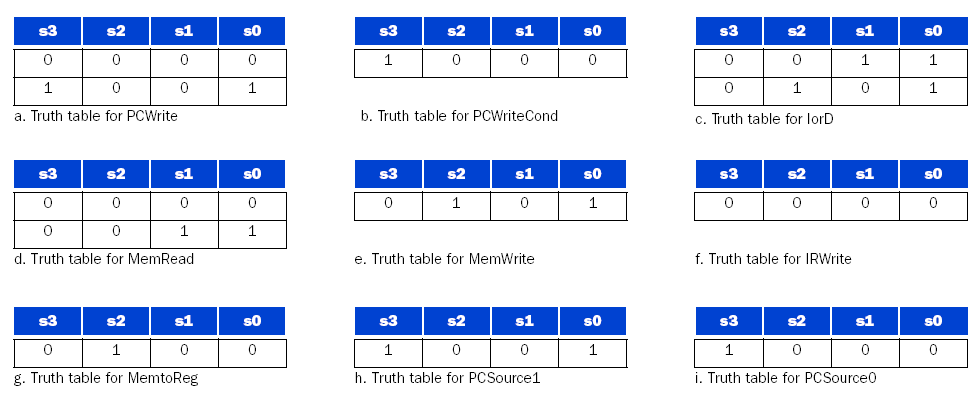 s3 s2 s1 s0
0 0 0 0
1 0 0 1
a. Truth table for PCWrite
s3 s2 s1 s0
1 0 0 0
b. Truth table for PCWriteCond
s3 s2 s1 s0
0 0 1 1
0 1 0 1
c. Truth table for IorD
s3 s2 s1 s0
0 0 0 0
0 0 1 1
d. Truth table for MemRead
s3 s2 s1 s0
0 1 0 1
e. Truth table for MemWrite
s3 s2 s1 s0
0 0 0 0
f. Truth table for IRWrite
s3 s2 s1 s0
0 1 0 0
g. Truth table for MemtoReg
s3 s2 s1 s0
1 0 0 1
h. Truth table for PCSource1
s3 s2 s1 s0
1 0 0 0
i. Truth table for PCSource0